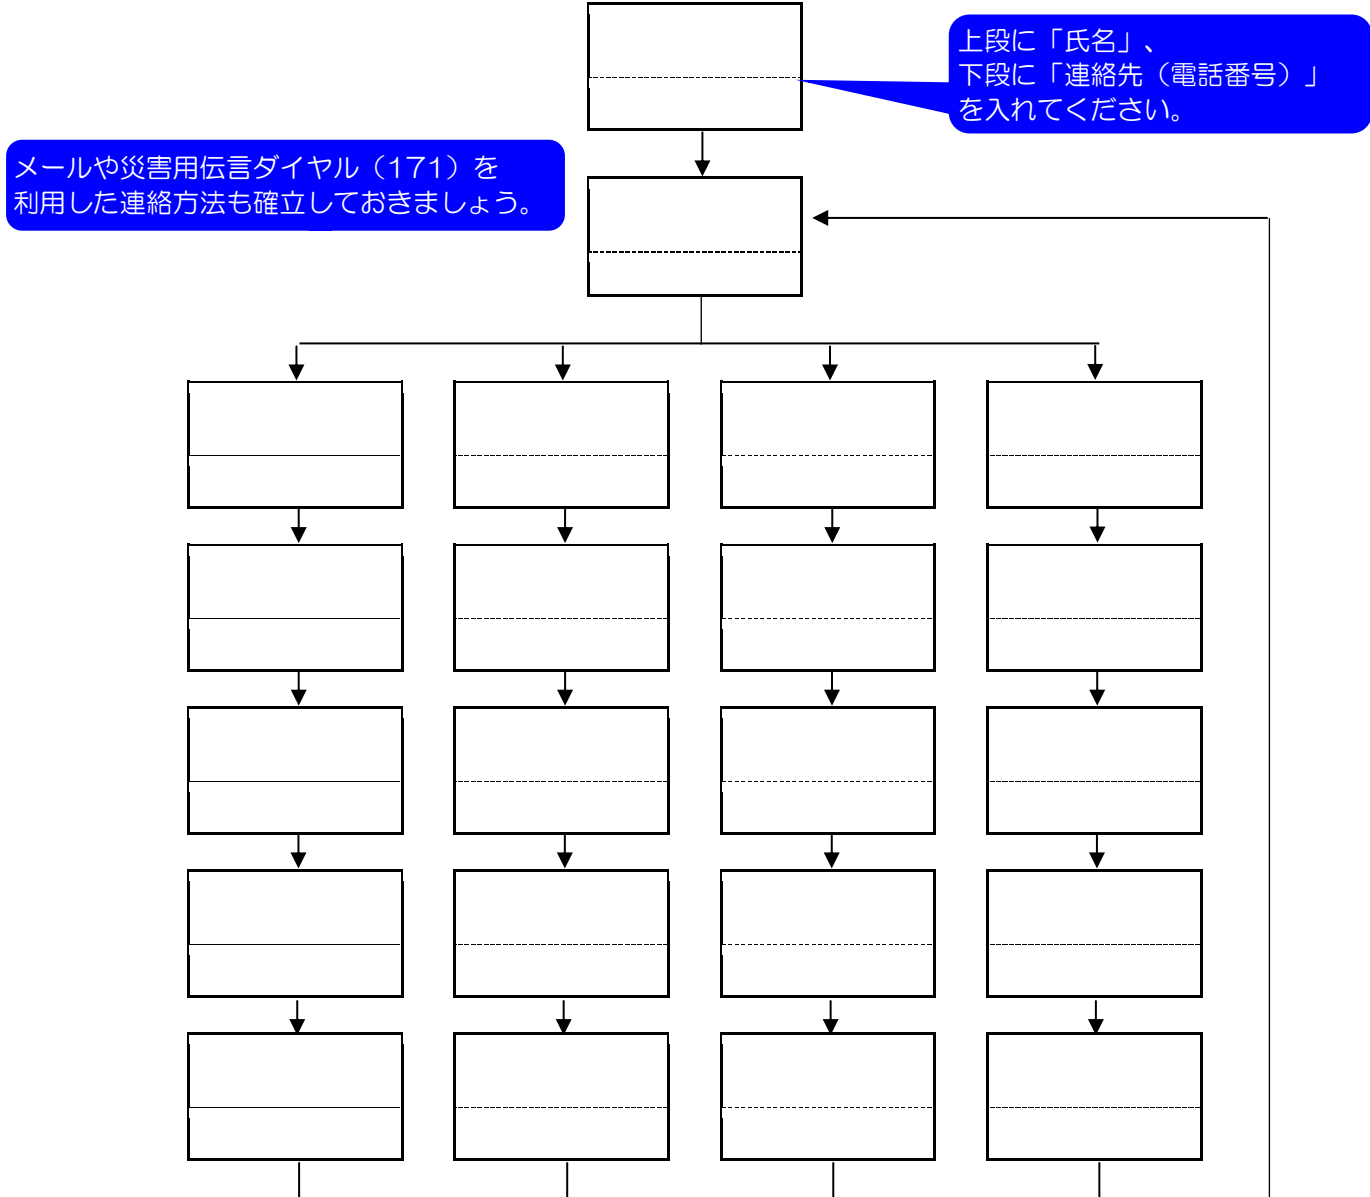 上段に「氏名」、
下段に「連絡先（電話番号）」
を入れてください。
メールや災害用伝言ダイヤル（171）を
利用した連絡方法も確立しておきましょう。